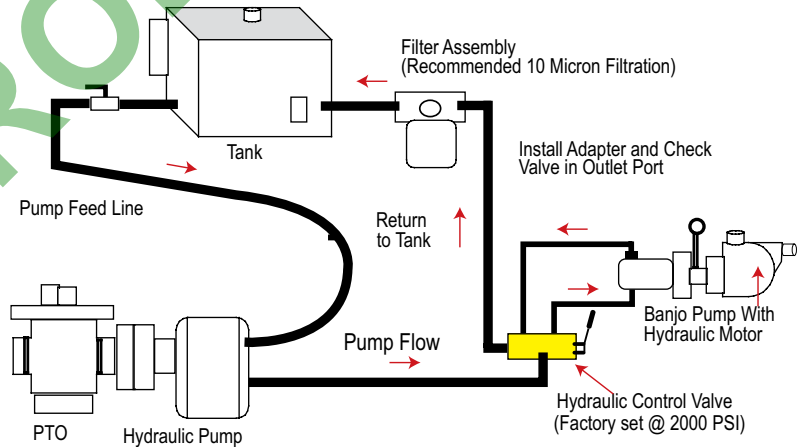 Filter Assembly
(Recommended 10 Micron Filtration)
Tank
Install Adapter and Check
Valve in Outlet Port
Pump Feed Line
Return
to Tank
Banjo Pump With
Hydraulic Motor
Pump Flow
Hydraulic Control Valve
(Factory set @ 2000 PSI)
PTO
Hydraulic Pump